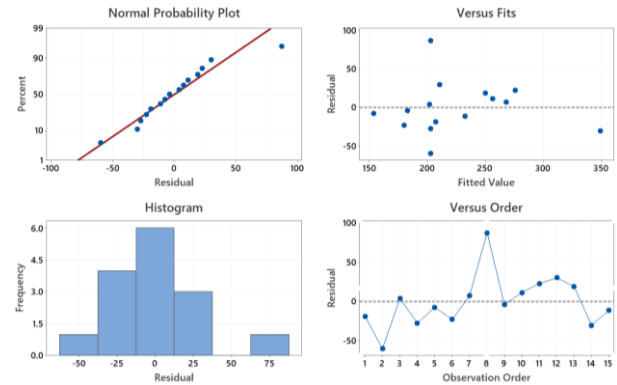 Normal Probability Plot
99
90
50
10
1
Percent
-100 -50 0 50 100
Residual
Versus Fits
100
50
0
-50
Residual
150 200 250 300 350
Fitted Value
Histogram
6.0
4.5
3.0
1.5
0.0
Frequency
-50 -25 0 25 50 75
Residual
Versus Order
100
50
0
-50
Residual
1 2 3 4 5 6 7 8 9 10 11 12 13 14 15
Observation Order